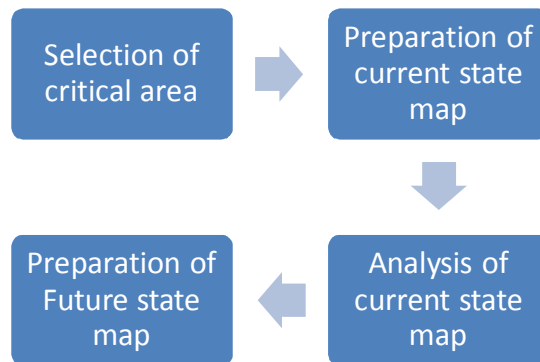 Selection of
critical area
Preparation of
current state
map
Analysis of
current state
map
Preparation of
Future state
map